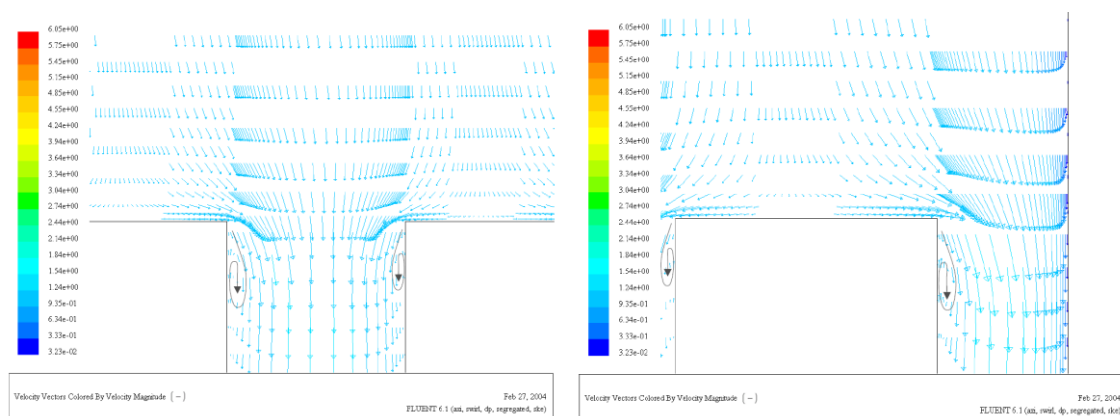 6.05e+00
5.75e+00
5.45e+00
5.15e+00
4.85e+00
4.55e+00
4.24e+00
3.94e+00
3.64e+00
3.34e+00
3.04e+00
2.74e+00
2.44e+00
2.14e+00
1.84e+00
1.54e+00
1.24e+00
9.35e-01
6.34e-01
3.33e-01
3.23e-02
Velocity Vectors Colored By Velocity Magnitude (-)
Feb 27, 2004
FLUENT 6.1 (axi, swirl, dp, segregated, ske)
6.05e+00
5.75e+00
5.45e+00
5.15e+00
4.85e+00
4.55e+00
4.24e+00
3.94e+00
3.64e+00
3.34e+00
3.04e+00
2.74e+00
2.44e+00
2.14e+00
1.84e+00
1.54e+00
1.24e+00
9.35e-01
6.34e-01
3.33e-01
3.23e-02
Velocity Vectors Colored By Velocity Magnitude (-)
Feb 27, 2004
FLUENT 6.1 (axi, swirl, dp, segregated, ske)